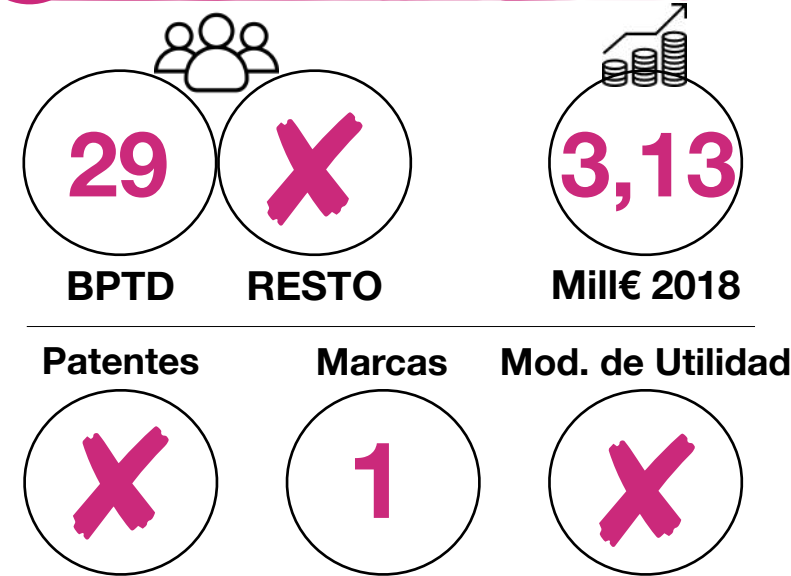 29
3,13
BPTD
RESTO
Mill€ 2018
Patentes
Marcas
Mod. de Utilidad
1